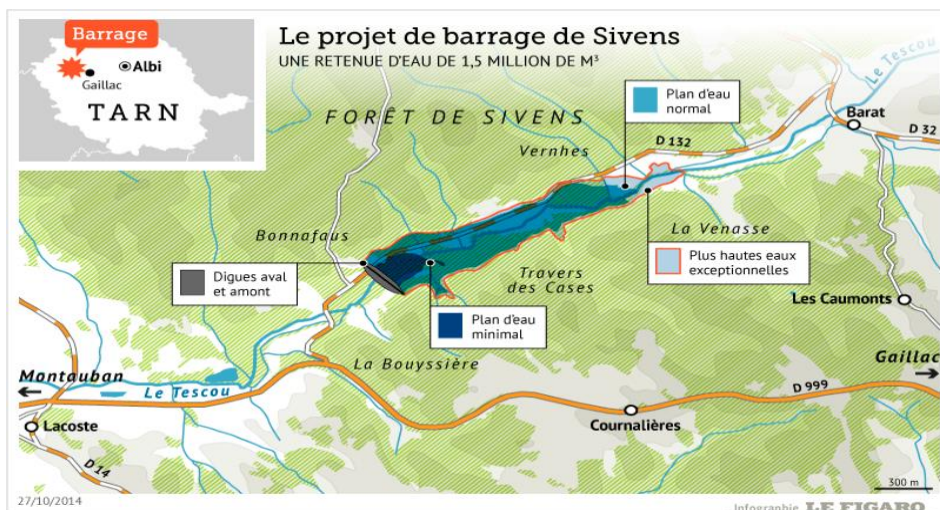 Barrage
Albi
Gaillac
TARN
Le projet de barrage de Sivens
UNE RETENUE D'EAU DE 1,5 MILLION DE M³
FORÊT DE SIVENS
Vernhes
Plan d'eau
normal
D 132
Le Tescou
Barat
D 32
Bonnafaus
La Venasse
Digues aval
et amont
Travers
des Cases
Plus hautes eaux
exceptionnelles
Plan d'eau
minimal
Les Caumonts
La Bouyssière
Gaillac
Montauban
Le Tescou
D 999
Lacoste
Cournalières
D 14
300 m
27/10/2014
Infographie LE FIGARO